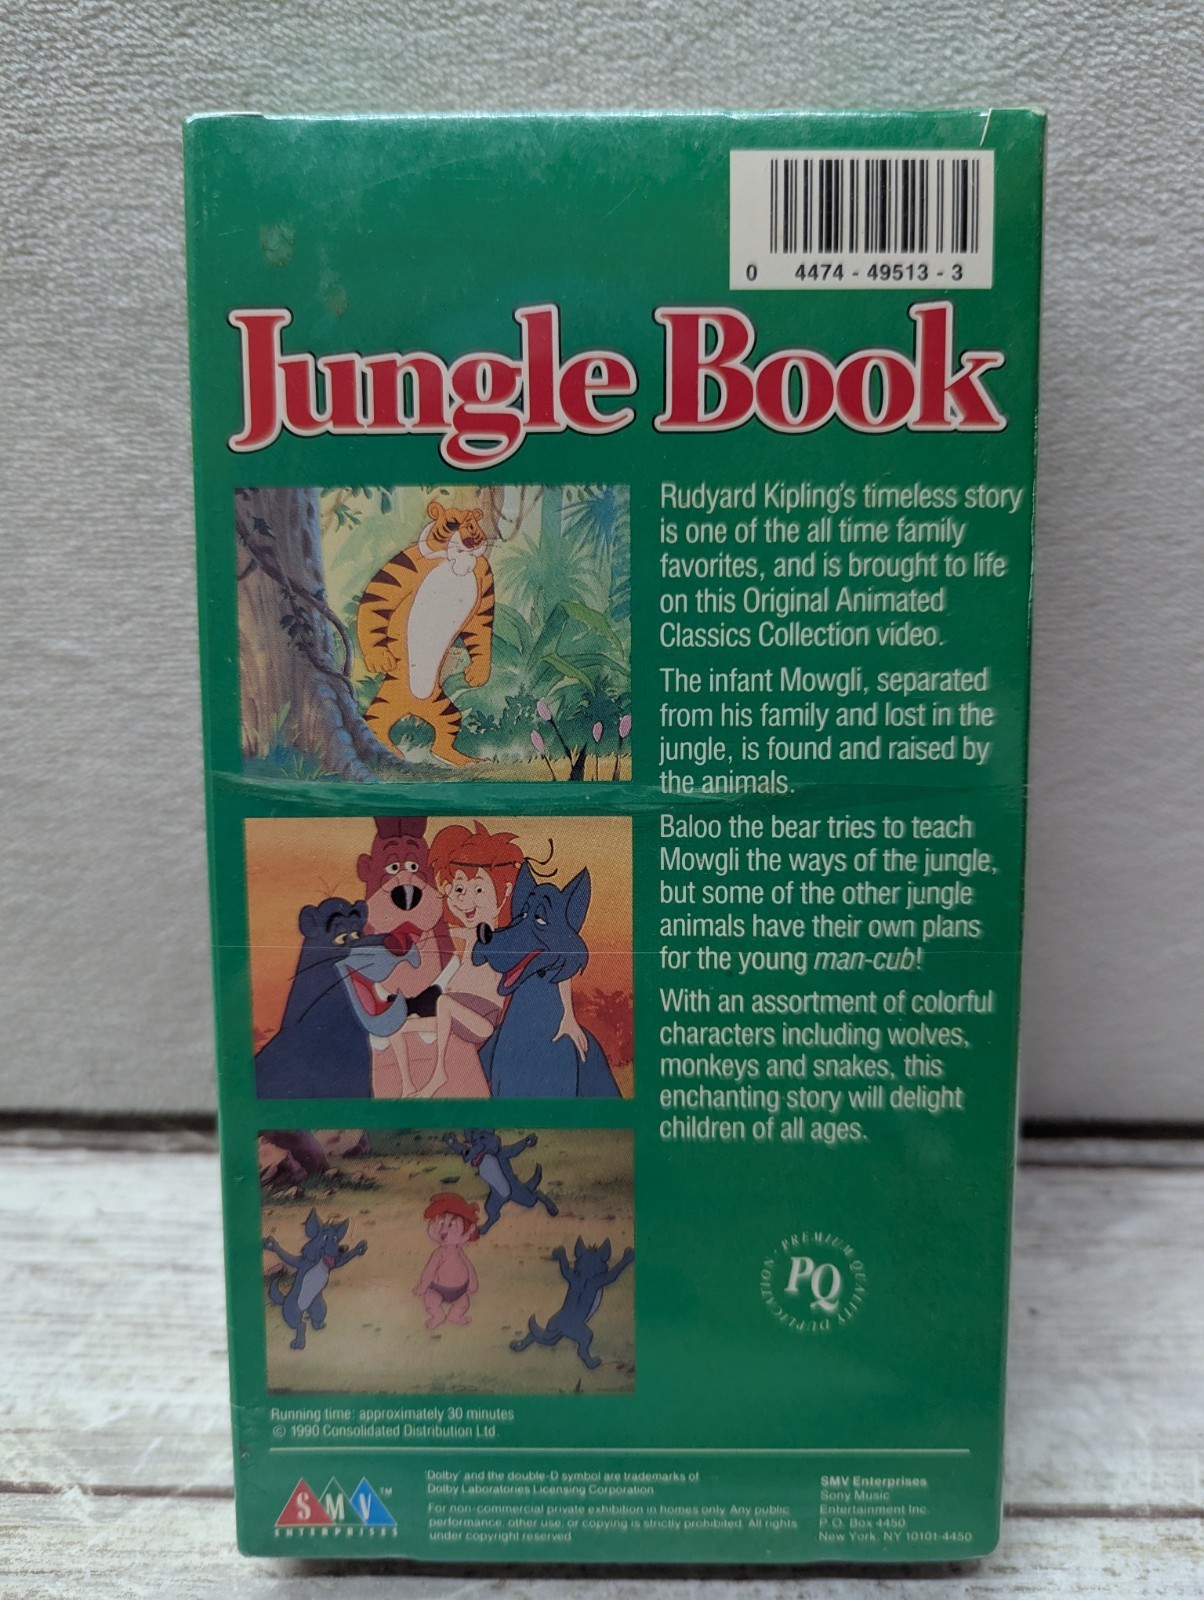 0 4474 - 49513 - 3
Jungle Book
Rudyard Kipling's timeless story
is one of the all time family
favorites, and is brought to life
on this Original Animated
Classics Collection video.
The infant Mowgli, separated
from his family and lost in the
jungle, is found and raised by
the animals.
Baloo the bear tries to teach
Mowgli the ways of the jungle,
but some of the other jungle
animals have their own plans
for the young man-cub!
With an assortment of colorful
characters including wolves,
monkeys and snakes, this
enchanting story will delight
children of all ages.
· PREMIUM QUALITY DUPLICATION
PQ
Running time: approximately 30 minutes
© 1990 Consolidated Distribution Ltd.
SMV™
ENTERPRISES
'Dolby' and the double-D symbol are trademarks of
Dolby Laboratories Licensing Corporation
For non-commercial private exhibition in homes only. Any public
performance, other use, or copying is strictly prohibited. All rights
under copyright reserved
SMV Enterprises
Sony Music
Entertainment Inc.
P.O. Box 4450
New York, NY 10101-4450